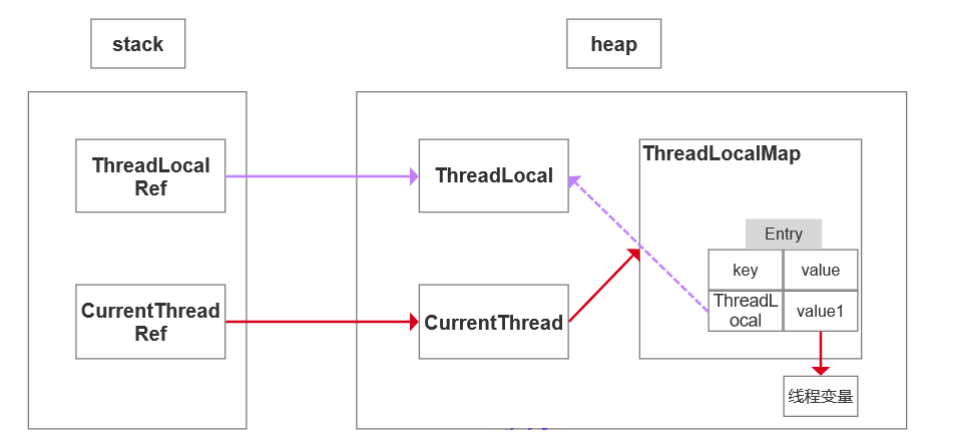 stack
heap
ThreadLocal
Ref
ThreadLocal
ThreadLocalMap
Entry
key
value
ThreadL
ocal
value1
CurrentThread
Ref
CurrentThread
线程变量